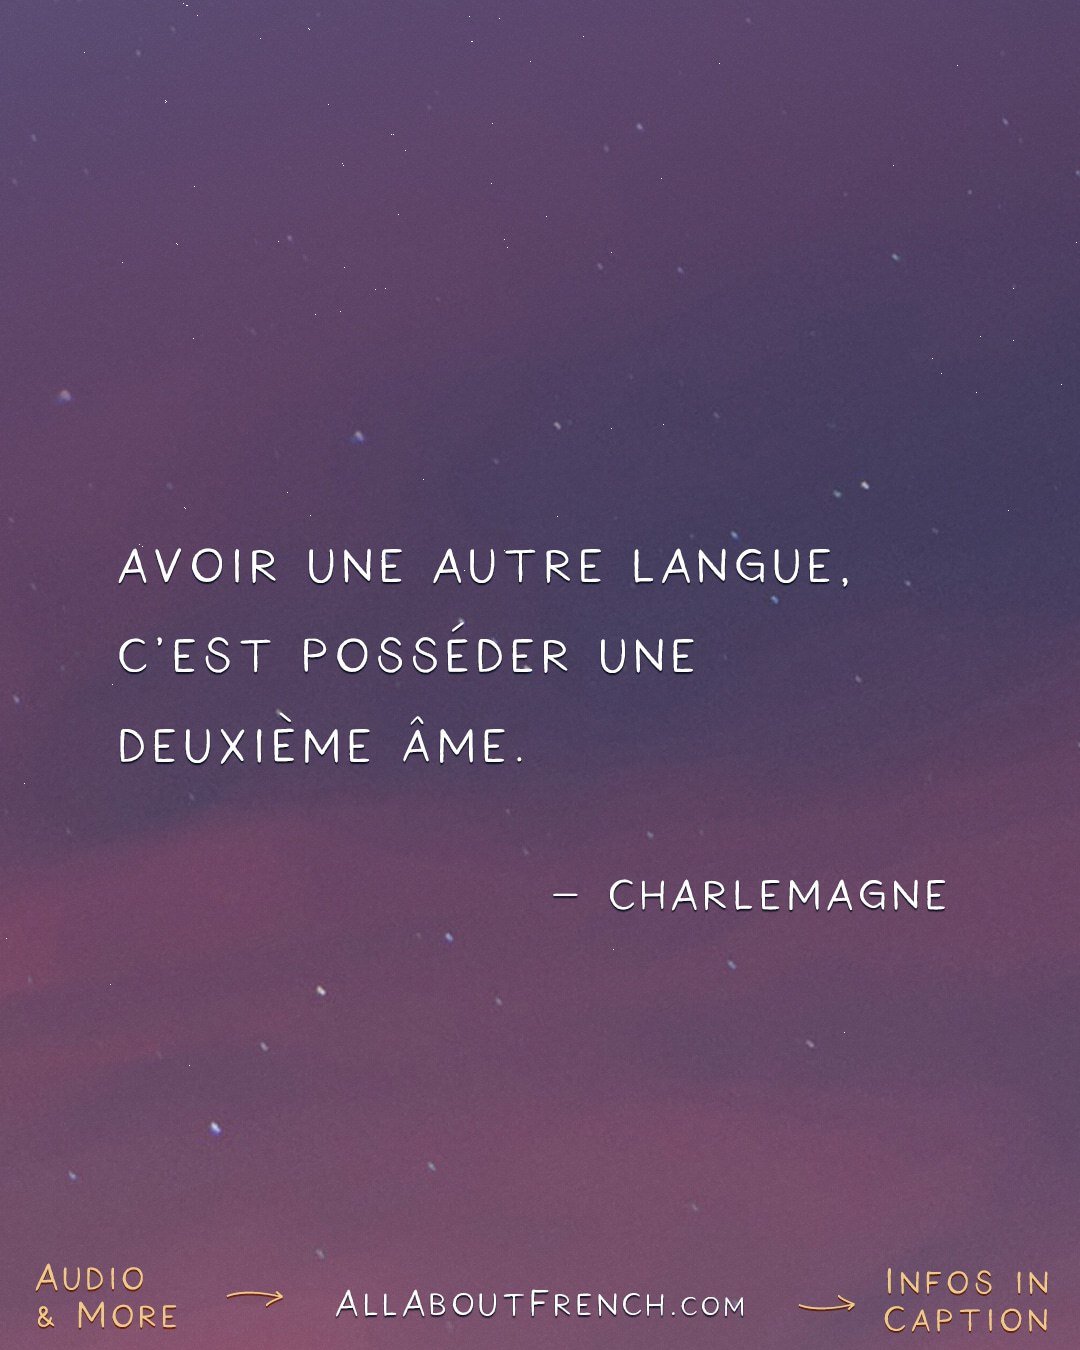 AVOIR UNE AUTRE LANGUE,
C'EST POSSÉDER UNE
DEUXIÈME ÂME.
– CHARLEMAGNE
AUDIO
& MORE
→ ALLABOUTFRENCH.COM →
INFOS IN
CAPTION